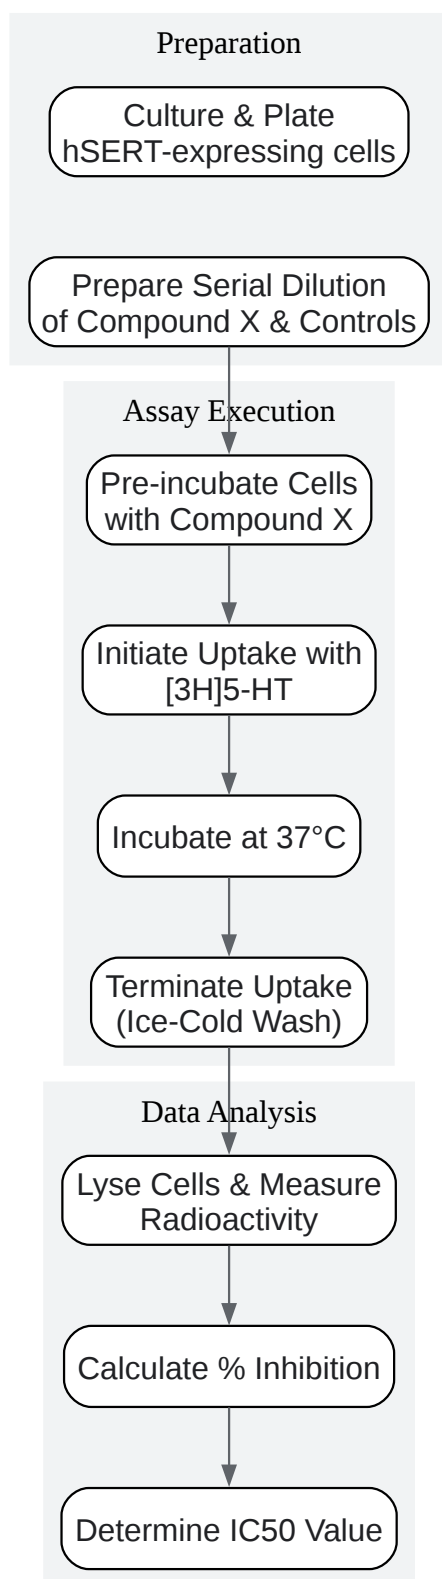 Preparation
Culture & Plate
hSERT-expressing cells
Prepare Serial Dilution
of Compound X & Controls
Assay Execution
Pre-incubate Cells
with Compound X
Initiate Uptake with
[3H]5-HT
Incubate at 37°C
Terminate Uptake
(Ice-Cold Wash)
Data Analysis
Lyse Cells & Measure
Radioactivity
Calculate % Inhibition
Determine IC50 Value